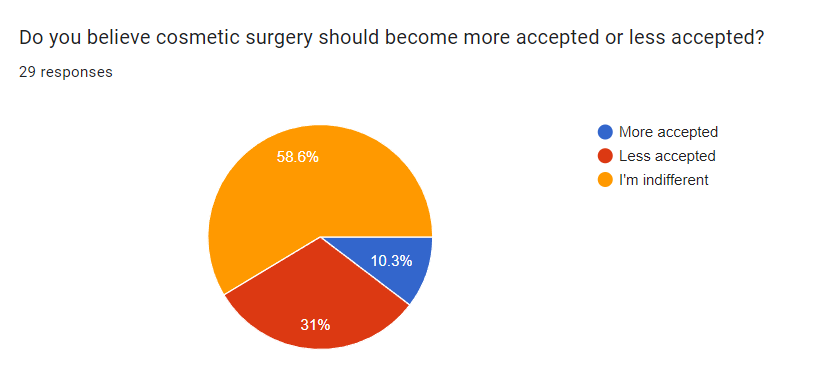 Do you believe cosmetic surgery should become more accepted or less accepted?
29 responses
More accepted
Less accepted
I'm indifferent
58.6%
10.3%
31%